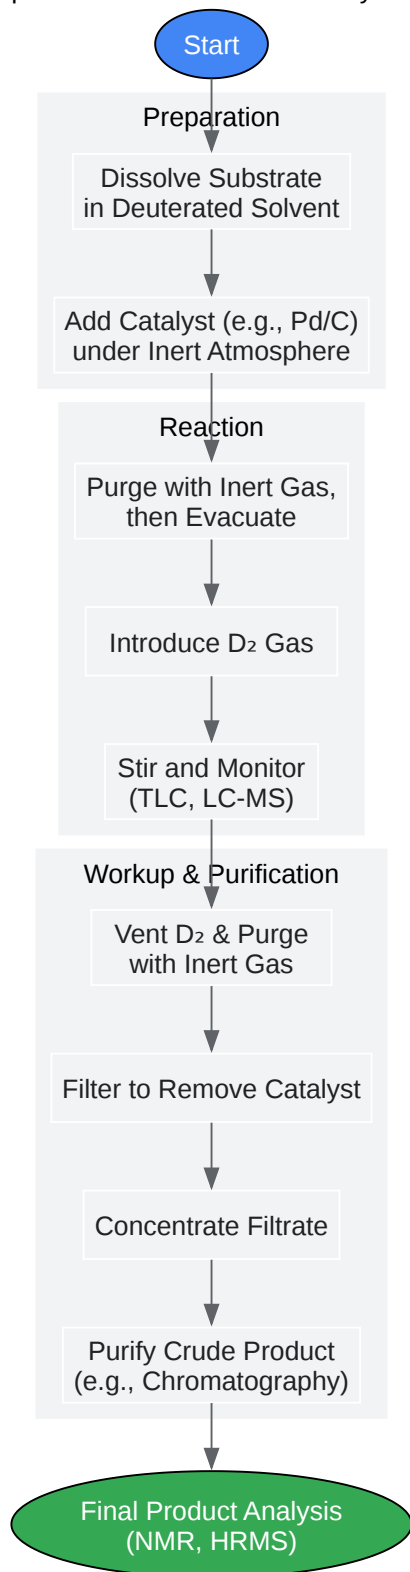 Start
Preparation
Dissolve Substrate
in Deuterated Solvent
Add Catalyst (e.g., Pd/C)
under Inert Atmosphere
Reaction
Purge with Inert Gas,
then Evacuate
Introduce D₂ Gas
Stir and Monitor
(TLC, LC-MS)
Workup & Purification
Vent D₂ & Purge
with Inert Gas
Filter to Remove Catalyst
Concentrate Filtrate
Purify Crude Product
(e.g., Chromatography)
Final Product Analysis
(NMR, HRMS)